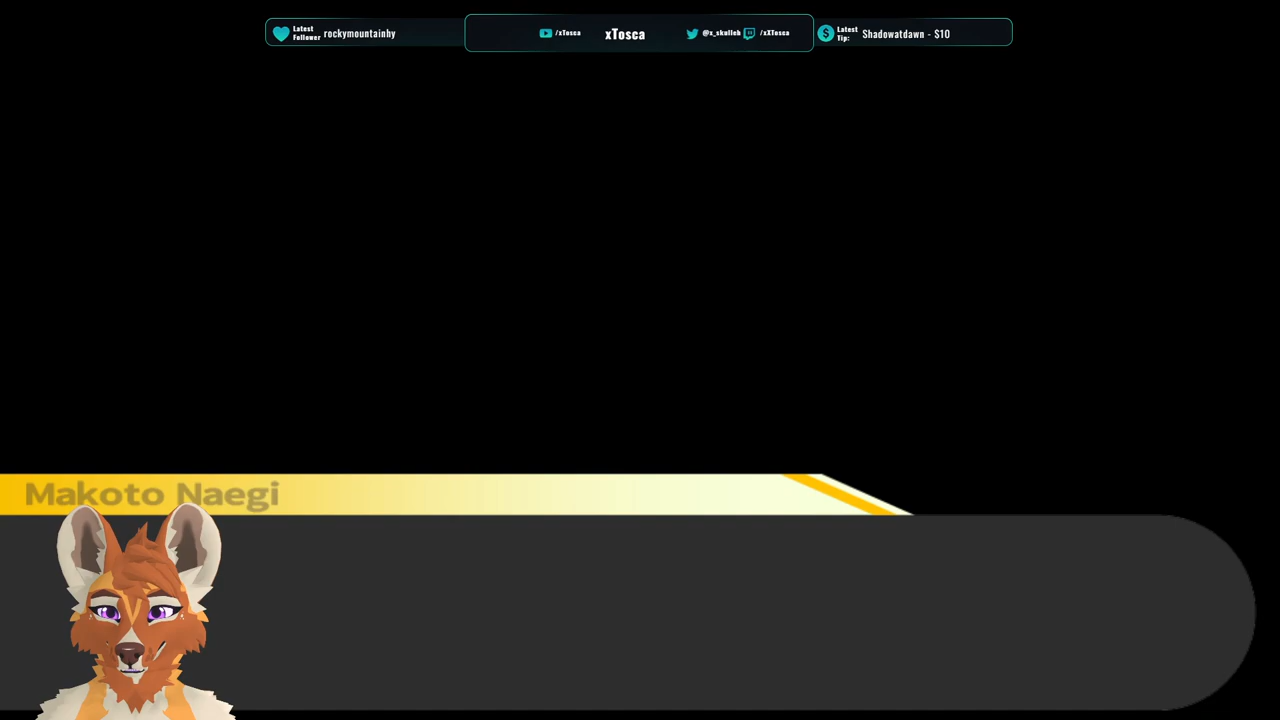 Latest
Follower rockymountainhy
/xTosca
xTosca
@x_skulleh
/xXTosca
Latest
Tip: Shadowatdawn - $10
Makoto Naegi